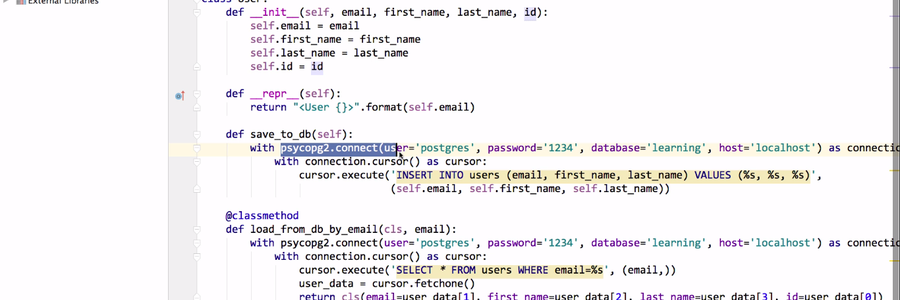 External Libraries
def __init__(self, email, first_name, last_name, id):
self.email = email
self.first_name = first_name
self.last_name = last_name
self.id = id
def __repr__(self):
return "<User {}>".format(self.email)
def save_to_db(self):
with psycopg2.connect(user='postgres', password='1234', database='learning', host='localhost') as connectio
with connection.cursor() as cursor:
cursor.execute('INSERT INTO users (email, first_name, last_name) VALUES (%s, %s, %s)',
(self.email, self.first_name, self.last_name))
@classmethod
def load_from_db_by_email(cls, email):
with psycopg2.connect(user='postgres', password='1234', database='learning', host='localhost') as connectio
with connection.cursor() as cursor:
cursor.execute('SELECT * FROM users WHERE email=%s', (email,))
user_data = cursor.fetchone()
return cls(email=user_data[1], first_name=user_data[2], last_name=user_data[3], id=user_data[0])